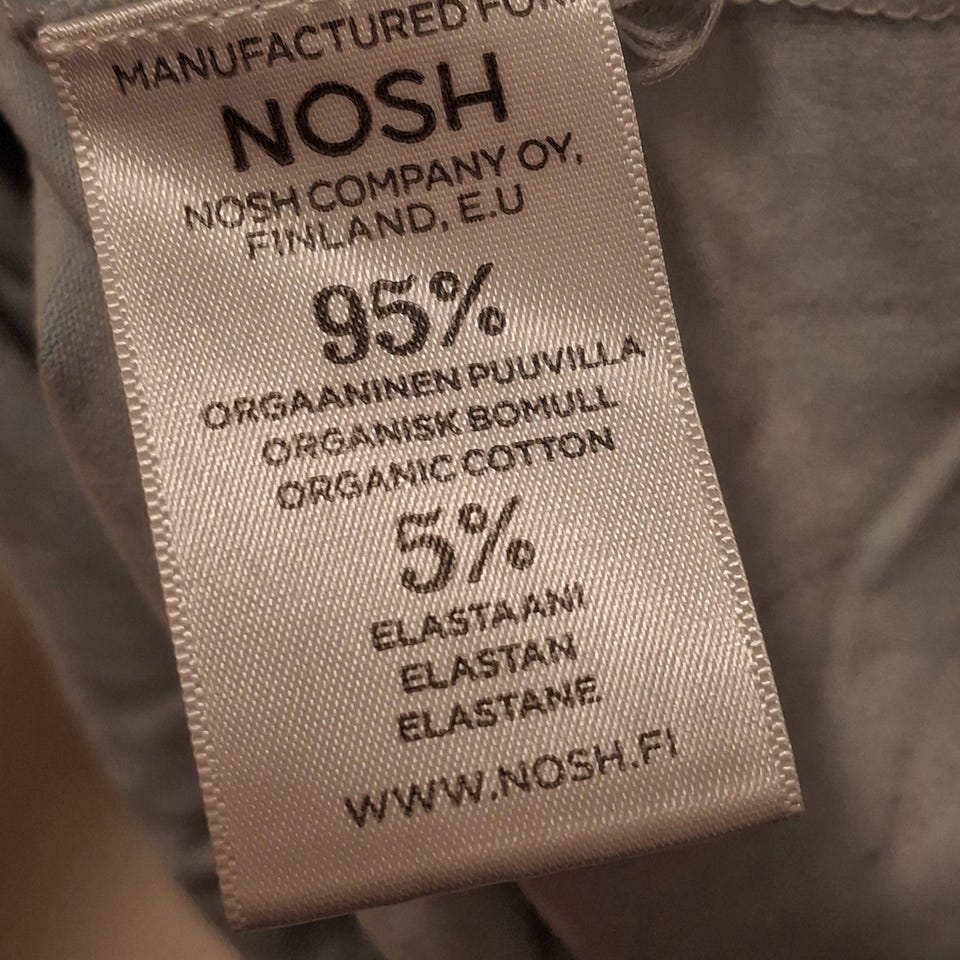 MANUFACTURED FOR
NOSH
NOSH COMPANY OY,
FINLAND, E.U
95%
ORGAANINEN PUUVILLA
ORGANISK BOMULL
ORGANIC COTTON
5%
ELASTAANI
ELASTAN
ELASTANE
WWW.NOSH.FI